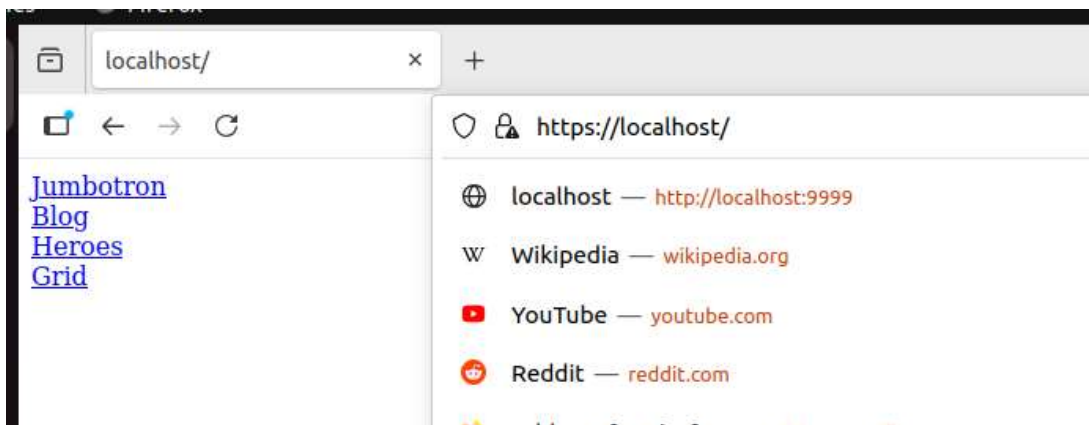 Firefox
localhost/
https://localhost/
Jumbotron
Blog
Heroes
Grid
localhost — http://localhost:9999
Wikipedia — wikipedia.org
YouTube — youtube.com
Reddit — reddit.com